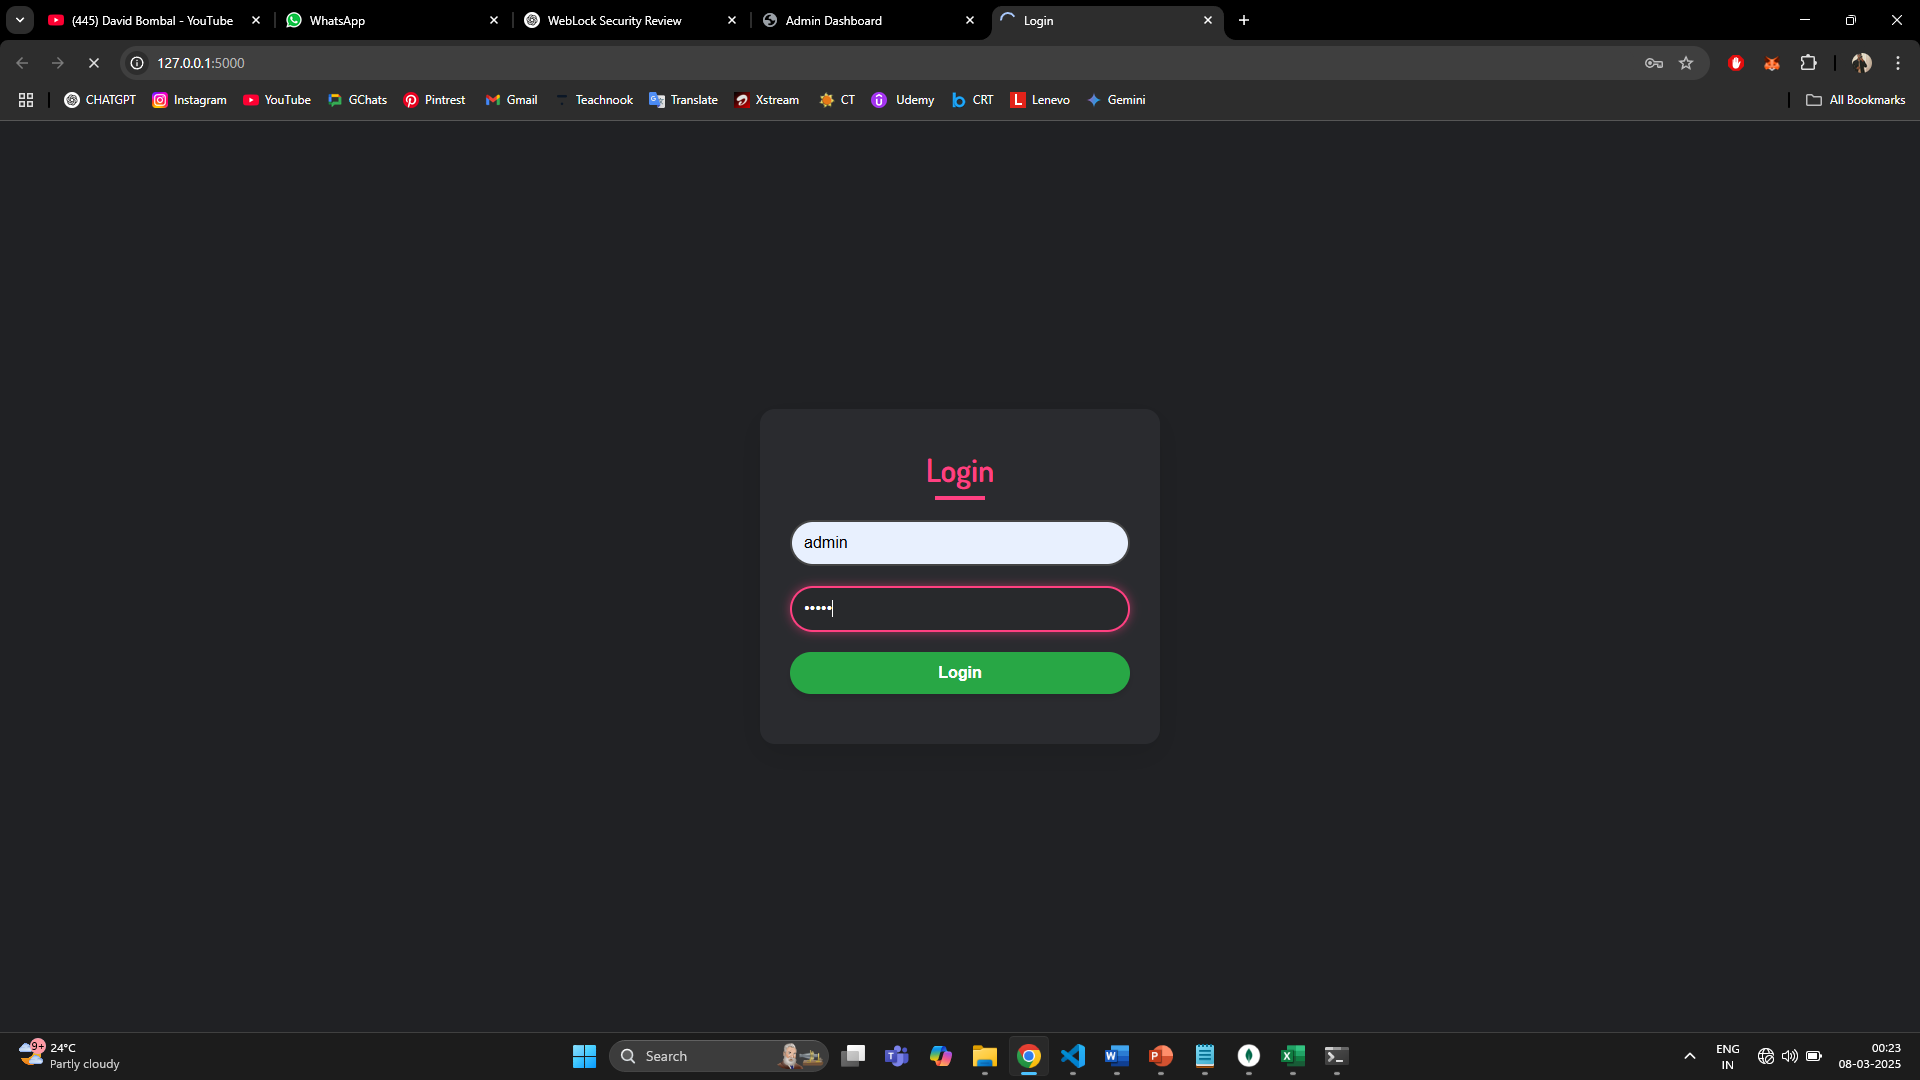 (445) David Bombal - YouTube
WhatsApp
WebLock Security Review
Admin Dashboard
Login
127.0.0.1:5000
CHATGPT
Instagram
YouTube
GChats
Pintrest
Gmail
Teachnook
Translate
Xstream
CT
Udemy
CRT
Lenevo
Gemini
All Bookmarks
Login
admin
•••••
Login
9+
24°C
Partly cloudy
Search
ENG
IN
00:23
08-03-2025